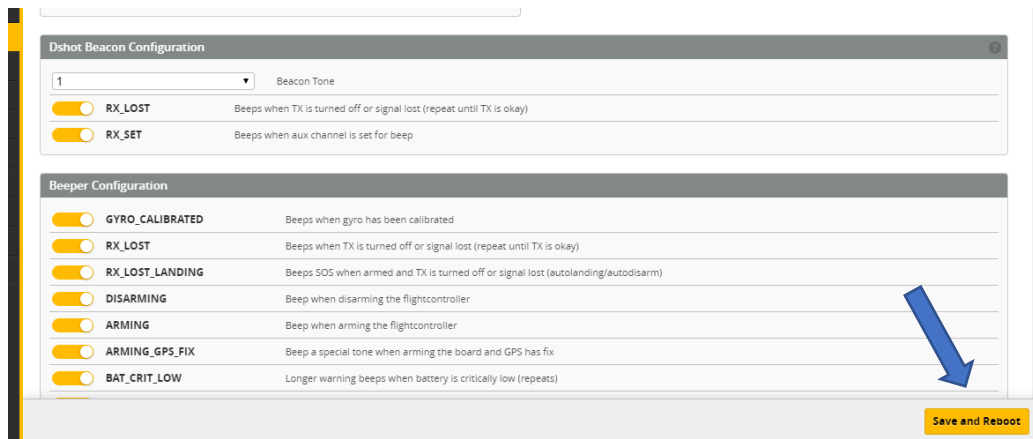 Dshot Beacon Configuration
1 Beacon Tone
RX_LOST Beeps when TX is turned off or signal lost (repeat until TX is okay)
RX_SET Beeps when aux channel is set for beep
Beeper Configuration
GYRO_CALIBRATED Beeps when gyro has been calibrated
RX_LOST Beeps when TX is turned off or signal lost (repeat until TX is okay)
RX_LOST_LANDING Beeps SOS when armed and TX is turned off or signal lost (autolanding/autodisarm)
DISARMING Beep when disarming the flightcontroller
ARMING Beep when arming the flightcontroller
ARMING_GPS_FIX Beep a special tone when arming the board and GPS has fix
BAT_CRIT_LOW Longer warning beeps when battery is critically low (repeats)
Save and Reboot